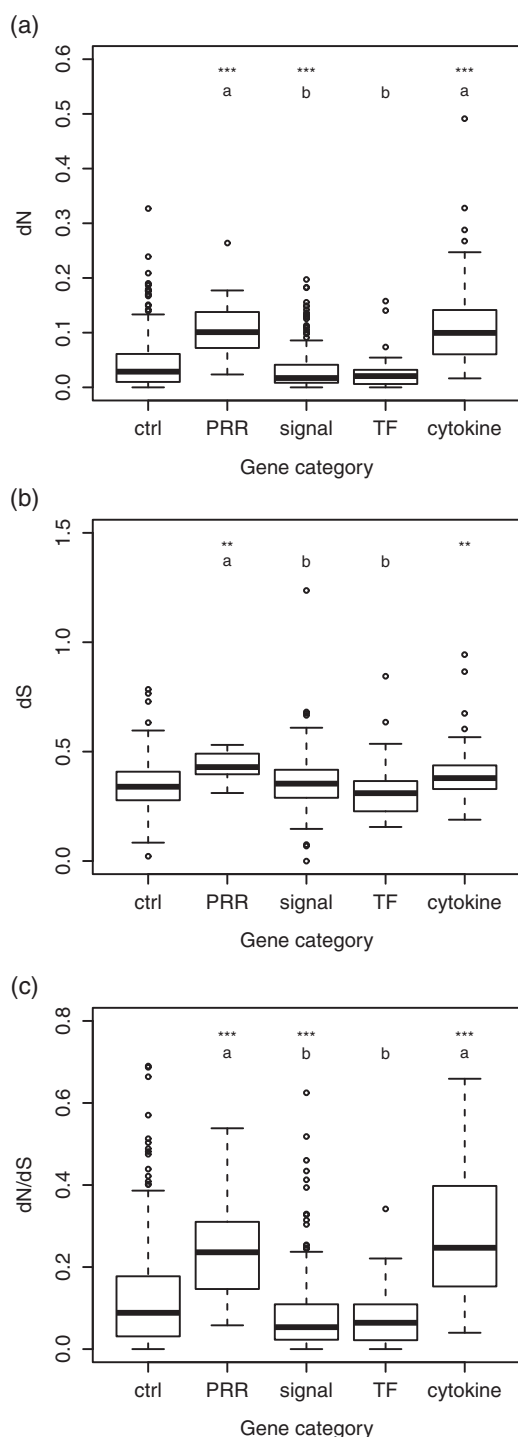 (a)
0.6
0.5
0.4
0.3
0.2
0.1
0.0
dN
*** *** ***
a b b a
ctrl PRR signal TF cytokine
Gene category
(b)
1.5
1.0
0.5
0.0
dS
** **
a b b
ctrl PRR signal TF cytokine
Gene category
(c)
0.8
0.6
0.4
0.2
0.0
dN/dS
*** *** ***
a b b a
ctrl PRR signal TF cytokine
Gene category